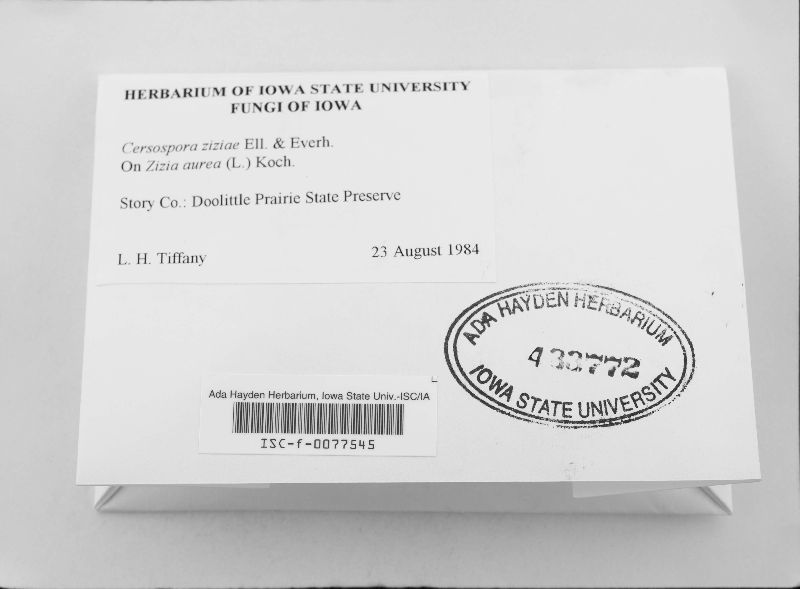 HERBARIUM OF IOWA STATE UNIVERSITY
FUNGI OF IOWA
Cersospora ziziae Ell. & Everh.
On Zizia aurea (L.) Koch.
Story Co.: Doolittle Prairie State Preserve
L. H. Tiffany
23 August 1984
ADA HAYDEN HERBARIUM
IOWA STATE UNIVERSITY
Ada Hayden Herbarium, Iowa State Univ.-ISC/IA
ISC-f-0077545